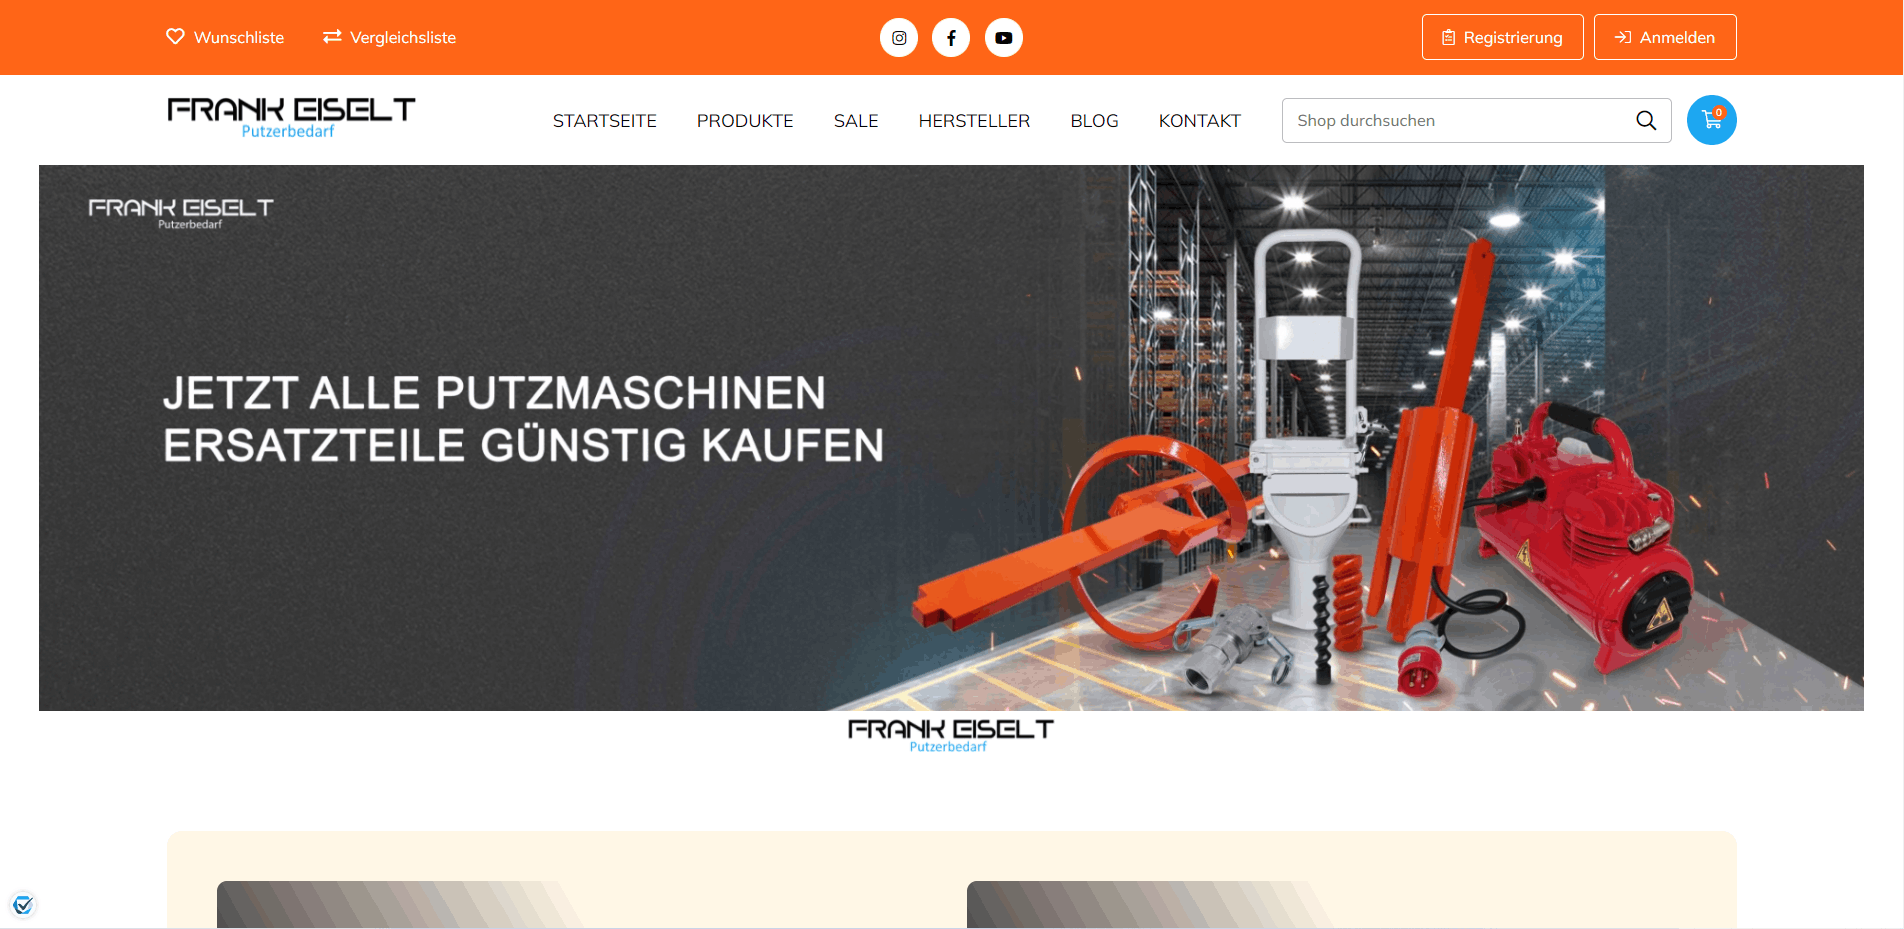 Wunschliste
Vergleichsliste
Registrierung
Anmelden
FRANK EISELT
Putzerbedarf
STARTSEITE
PRODUKTE
SALE
HERSTELLER
BLOG
KONTAKT
Shop durchsuchen
0
FRANK EISELT
Putzerbedarf
JETZT ALLE PUTZMASCHINEN
ERSATZTEILE GÜNSTIG KAUFEN
FRANK EISELT
Putzerbedarf